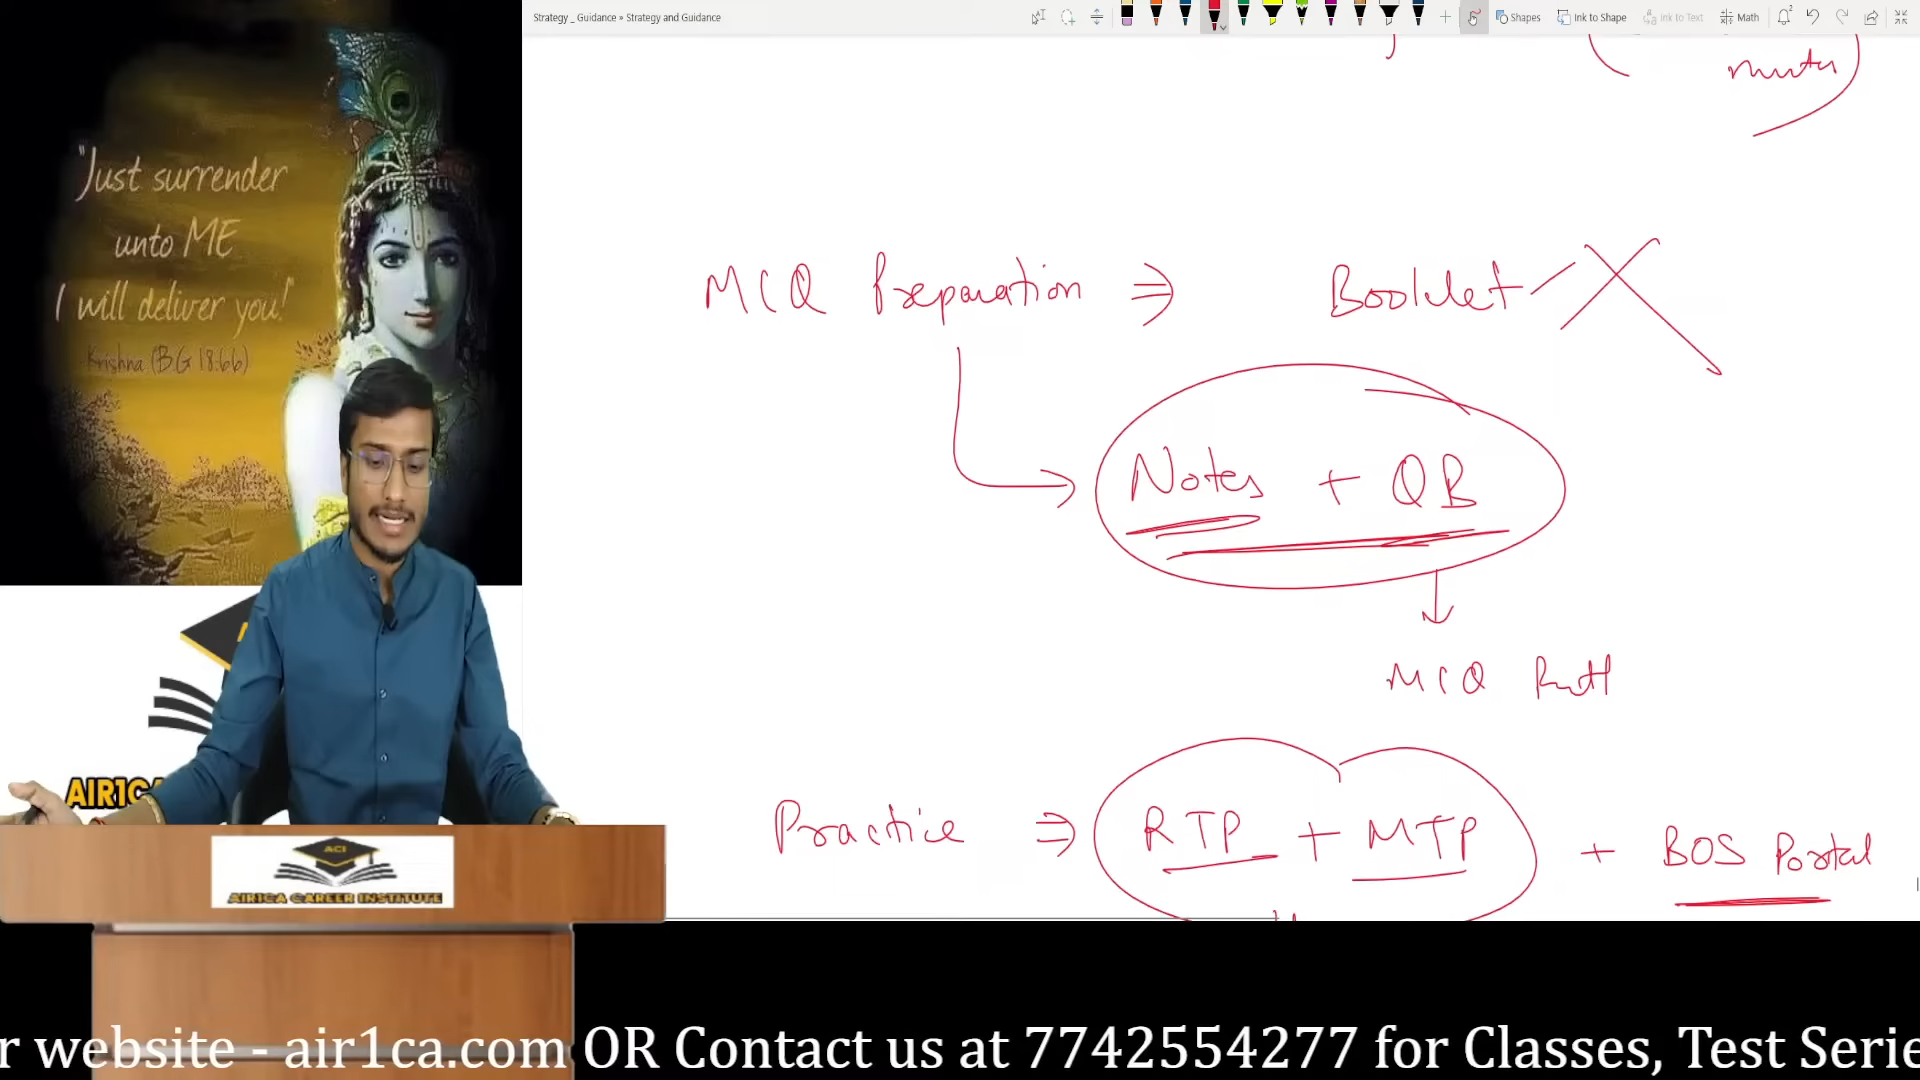 Strategy _ Guidance » Strategy and Guidance
Shapes
Ink to Shape
Ink to Text
Math
"Just surrender
unto ME
I will deliver you!"
Krishna (B.G 18:66)
MCQ Preparation ⇒ Booklet
Notes + QB
MCQ
Practice ⇒ RTP + MTP + BOS Portal
AIR1CA
ACI
AIR1CA CAREER INSTITUTE
r website - air1ca.com OR Contact us at 7742554277 for Classes, Test Serie